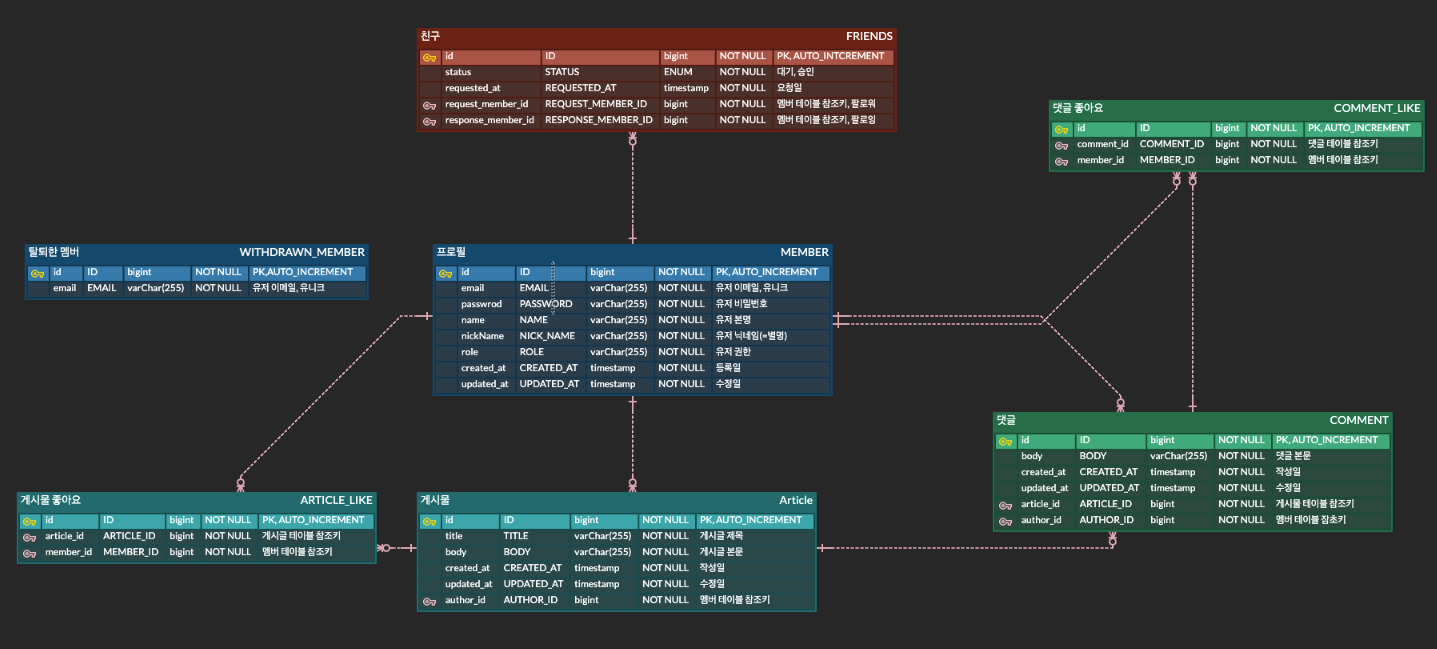 친구 FRIENDS
id ID bigint NOT NULL PK, AUTO_INTCREMENT
status STATUS ENUM NOT NULL 대기, 승인
requested_at REQUESTED_AT timestamp NOT NULL 요청일
request_member_id REQUEST_MEMBER_ID bigint NOT NULL 멤버 테이블 참조키, 팔로워
response_member_id RESPONSE_MEMBER_ID bigint NOT NULL 멤버 테이블 참조키, 팔로잉
댓글 좋아요 COMMENT_LIKE
id ID bigint NOT NULL PK, AUTO_INCREMENT
comment_id COMMENT_ID bigint NOT NULL 댓글 테이블 참조키
member_id MEMBER_ID bigint NOT NULL 멤버 테이블 참조키
탈퇴한 멤버 WITHDRAWN_MEMBER
id ID bigint NOT NULL PK,AUTO_INCREMENT
email EMAIL varChar(255) NOT NULL 유저 이메일, 유니크
프로필 MEMBER
id ID bigint NOT NULL PK, AUTO_INCREMENT
email EMAIL varChar(255) NOT NULL 유저 이메일, 유니크
passwrod PASSWORD varChar(255) NOT NULL 유저 비밀번호
name NAME varChar(255) NOT NULL 유저 본명
nickName NICK_NAME varChar(255) NOT NULL 유저 닉네임(=별명)
role ROLE varChar(255) NOT NULL 유저 권한
created_at CREATED_AT timestamp NOT NULL 등록일
updated_at UPDATED_AT timestamp NOT NULL 수정일
댓글 COMMENT
id ID bigint NOT NULL PK, AUTO_INCREMENT
body BODY varChar(255) NOT NULL 댓글 본문
created_at CREATED_AT timestamp NOT NULL 작성일
updated_at UPDATED_AT timestamp NOT NULL 수정일
article_id ARTICLE_ID bigint NOT NULL 게시물 테이블 참조키
author_id AUTHOR_ID bigint NOT NULL 멤버 테이블 참초키
게시물 좋아요 ARTICLE_LIKE
id ID bigint NOT NULL PK, AUTO_INCREMENT
article_id ARTICLE_ID bigint NOT NULL 게시글 테이블 참조키
member_id MEMBER_ID bigint NOT NULL 멤버 테이블 참조키
게시물 Article
id ID bigint NOT NULL PK, AUTO_INCREMENT
title TITLE varChar(255) NOT NULL 게시글 제목
body BODY varChar(255) NOT NULL 게시글 본문
created_at CREATED_AT timestamp NOT NULL 작성일
updated_at UPDATED_AT timestamp NOT NULL 수정일
author_id AUTHOR_ID bigint NOT NULL 멤버 테이블 참조키